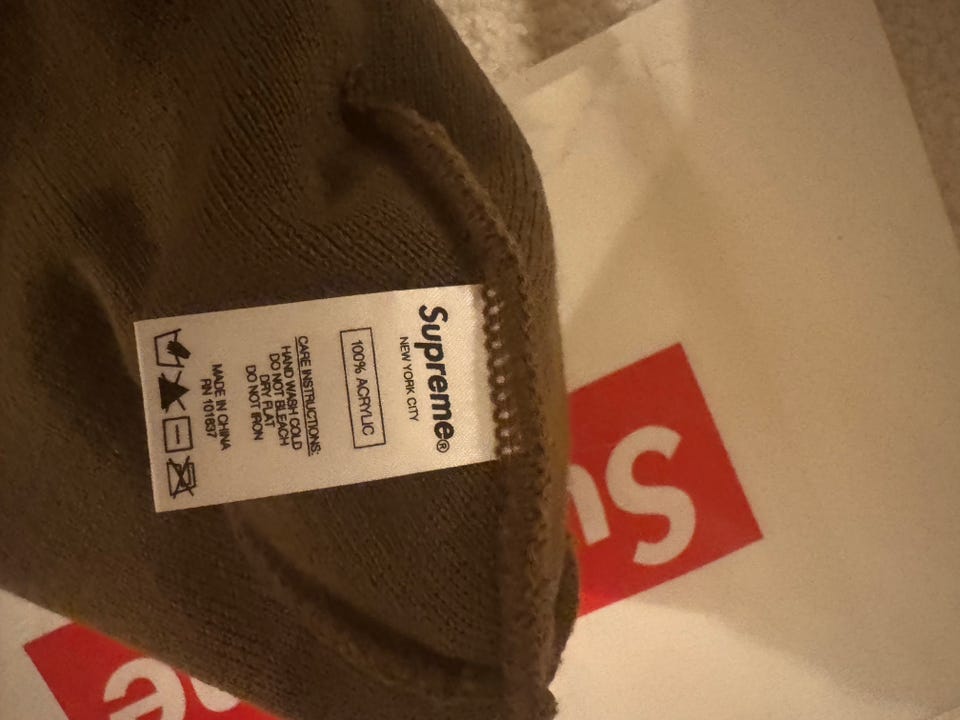 Supreme®
NEW YORK CITY
100% ACRYLIC
CARE INSTRUCTIONS:
HAND WASH COLD
DO NOT BLEACH
DRY FLAT
DO NOT IRON
MADE IN CHINA
RN 101837
Su
e